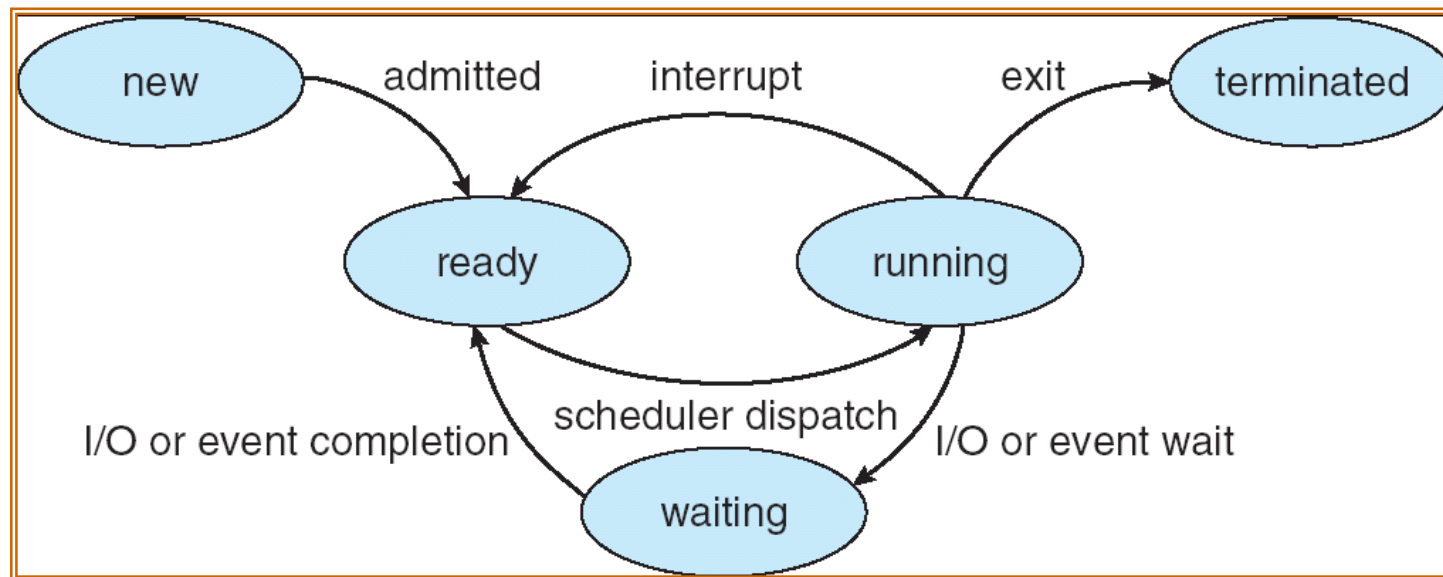 new
admitted
interrupt
exit
terminated
ready
running
scheduler dispatch
I/O or event completion
I/O or event wait
waiting